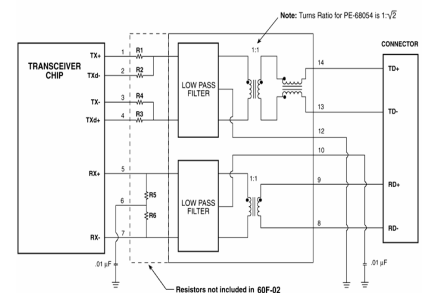 Note: Turns Ratio for PE-68054 is 1:√2
CONNECTOR
TRANSCEIVER
CHIP
TX+
1
R1
TXd-
2
R2
TX-
3
R4
TXd+
4
R3
LOW PASS
FILTER
1:1
14
TD+
13
TD-
12
10
RX+
5
6
R5
R6
RX-
7
LOW PASS
FILTER
1:1
9
RD+
8
RD-
.01 µF
.01 µF
Resistors not included in 60F-02